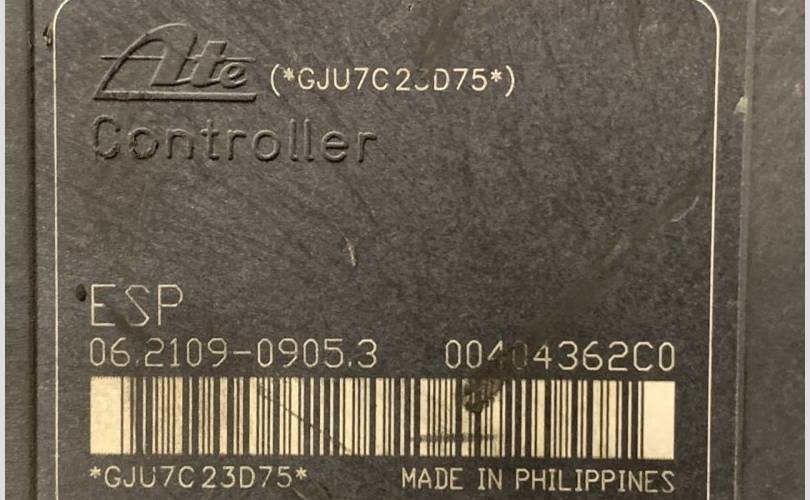 Ate (*GJU7C23D75*)
Controller
ESP
06.2109-0905.3 00404362C0
*GJU7C23D75*
MADE IN PHILIPPINES